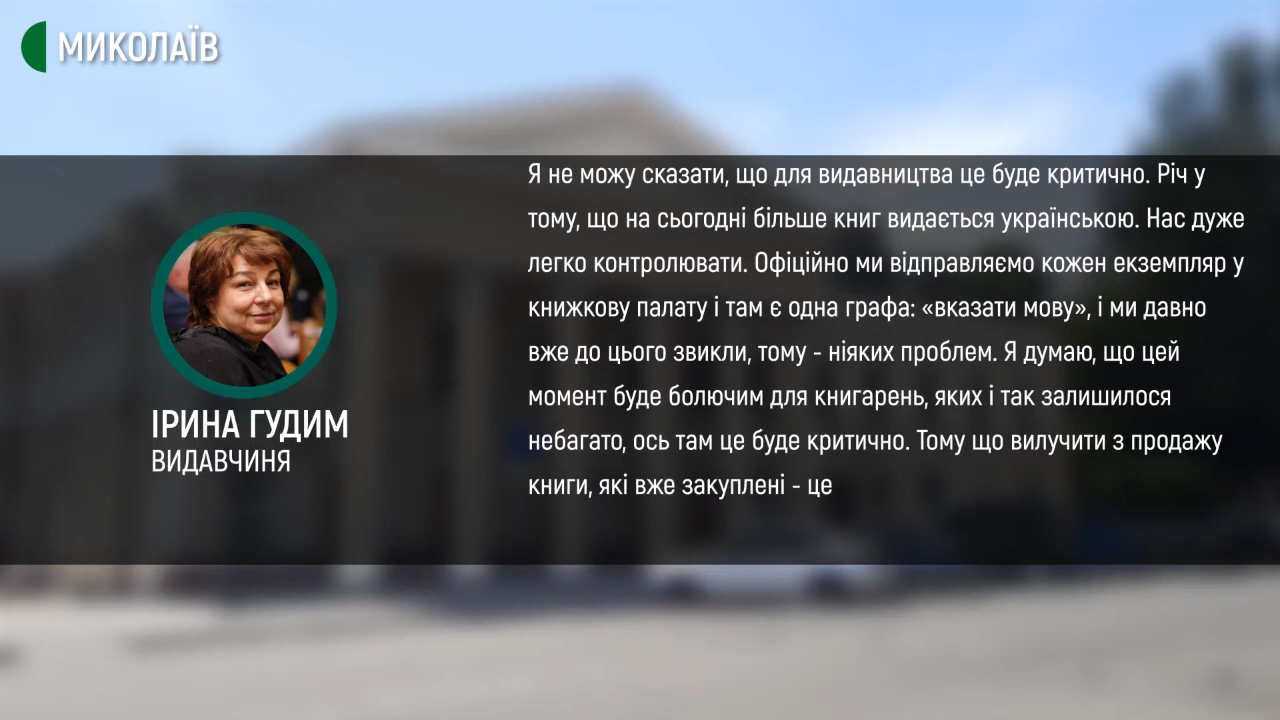 МИКОЛАЇВ
Я не можу сказати, що для видавництва це буде критично. Річ у
тому, що на сьогодні більше книг видається українською. Нас дуже
легко контролювати. Офіційно ми відправляємо кожен екземпляр у
книжкову палату і там є одна графа: «вказати мову», і ми давно
вже до цього звикли, тому - ніяких проблем. Я думаю, що цей
момент буде болючим для книгарень, яких і так залишилося
небагато, ось там це буде критично. Тому що вилучити з продажу
книги, які вже закуплені - це
ІРИНА ГУДИМ
ВИДАВЧИНЯ